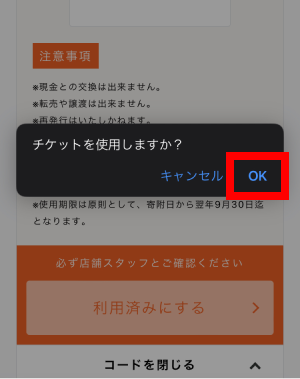 注意事項
※現金との交換は出来ません。
※転売や譲渡は出来ません。
※再発行はいたしかねます。
チケットを使用しますか？
キャンセル
OK
※使用期限は原則として、寄附日から翌年9月30日迄
となります。
必ず店舗スタッフとご確認ください
利用済みにする
コードを閉じる